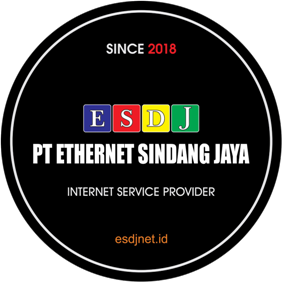 SINCE 2018
ESDJ
PT ETHERNET SINDANG JAYA
INTERNET SERVICE PROVIDER
esdjnet.id